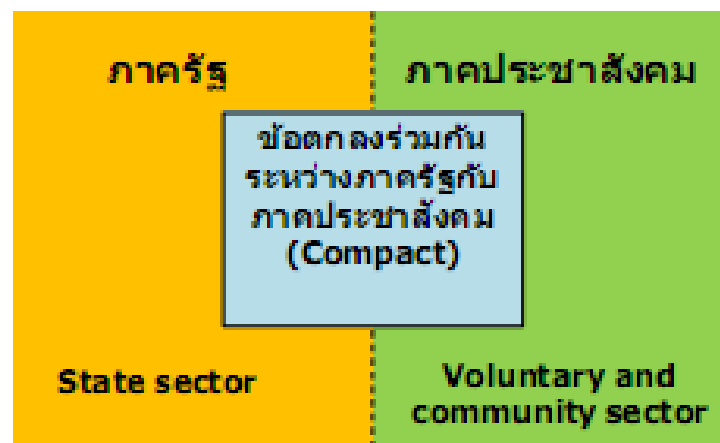 ภาครัฐ
ภาคประชาสังคม
ข้อตกลงร่วมกัน
ระหว่างภาครัฐกับ
ภาคประชาสังคม
(Compact)
State sector
Voluntary and
community sector